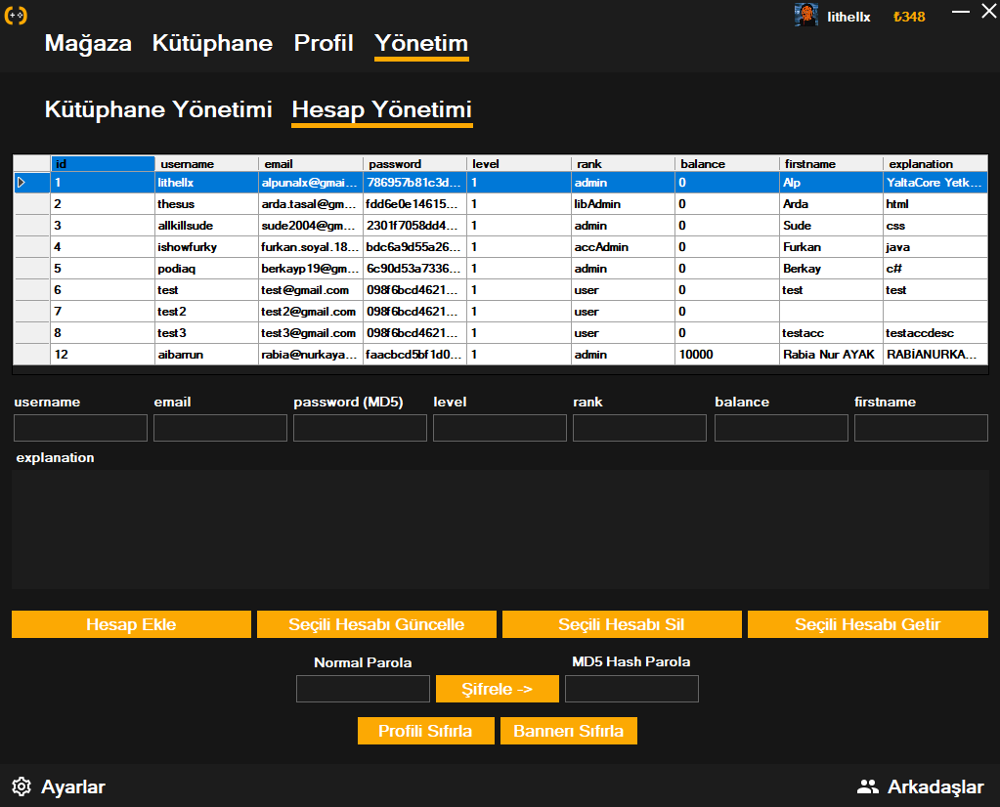 lithellx ₺348
Mağaza Kütüphane Profil Yönetim
Kütüphane Yönetimi Hesap Yönetimi
id username email password level rank balance firstname explanation
1 lithellx alpunalx@gmai... 786957b81c3d... 1 admin 0 Alp YaltaCore Yetk...
2 thesus arda.tasal@gm... fdd6e0e14615... 1 libAdmin 0 Arda html
3 allkillsude sude2004@gm... 2301f7058dd4... 1 admin 0 Sude css
4 ishowfurky furkan.soyal.18... bdc6a9d55a26... 1 accAdmin 0 Furkan java
5 podiaq berkayp19@gm... 6c90d53a7336... 1 admin 0 Berkay c#
6 test test@gmail.com 098f6bcd4621... 1 user 0 test test
7 test2 test2@gmail.com 098f6bcd4621... 1 user 0
8 test3 test3@gmail.com 098f6bcd4621... 1 user 0 testacc testaccdesc
12 aibarrun rabia@nurkaya... faacbcd5bf1d0... 1 admin 10000 Rabia Nur AYAK RABİANURKA...
username email password (MD5) level rank balance firstname
explanation
Hesap Ekle Seçili Hesabı Güncelle Seçili Hesabı Sil Seçili Hesabı Getir
Normal Parola MD5 Hash Parola
Şifrele ->
Profili Sıfırla Bannerı Sıfırla
Ayarlar Arkadaşlar